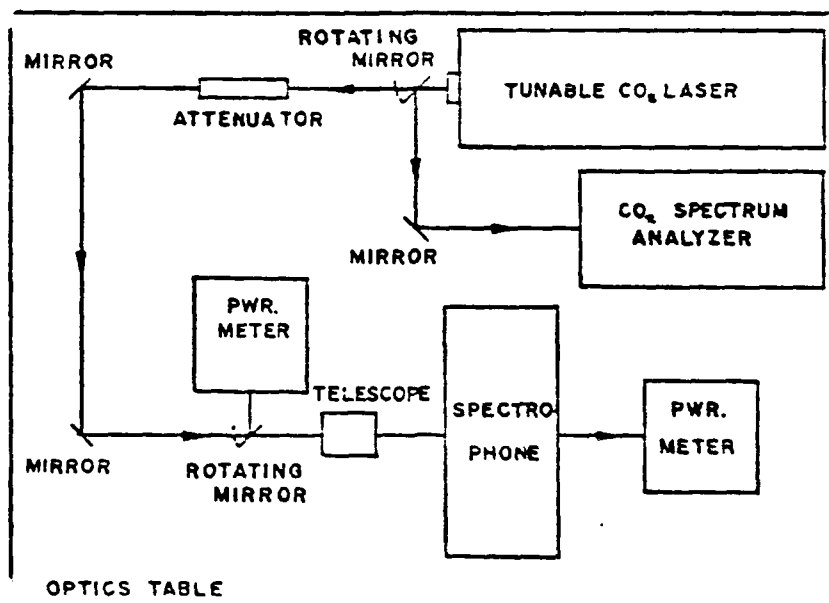 ROTATING
MIRROR
MIRROR
ATTENUATOR
TUNABLE CO₂ LASER
CO₂ SPECTRUM
ANALYZER
MIRROR
PWR.
METER
TELESCOPE
SPECTRO-
PHONE
PWR.
METER
MIRROR
ROTATING
MIRROR
OPTICS TABLE